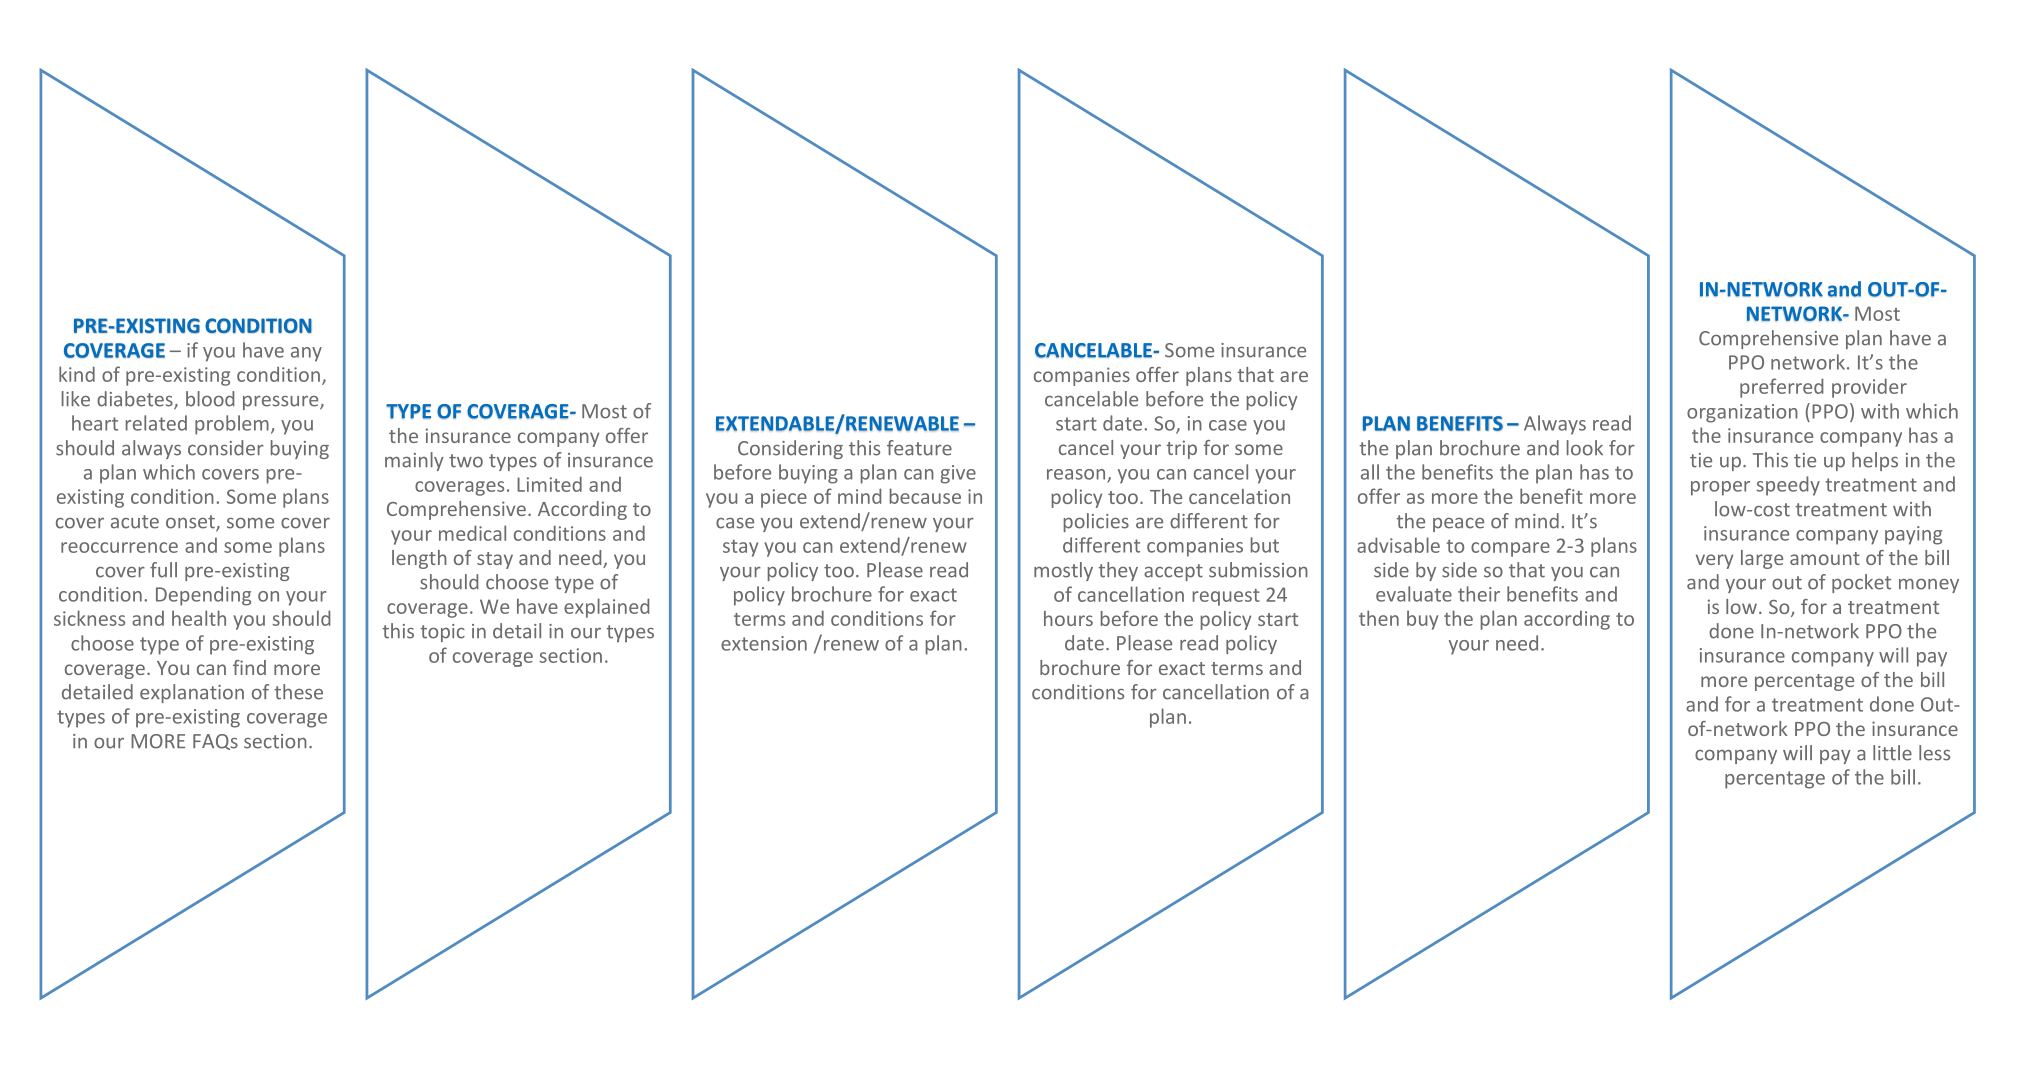 PRE-EXISTING CONDITION
COVERAGE – if you have any
kind of pre-existing condition,
like diabetes, blood pressure,
heart related problem, you
should always consider buying
a plan which covers pre-
existing condition. Some plans
cover acute onset, some cover
reoccurrence and some plans
cover full pre-existing
condition. Depending on your
sickness and health you should
choose type of pre-existing
coverage. You can find more
detailed explanation of these
types of pre-existing coverage
in our MORE FAQs section.
TYPE OF COVERAGE- Most of
the insurance company offer
mainly two types of insurance
coverages. Limited and
Comprehensive. According to
your medical conditions and
length of stay and need, you
should choose type of
coverage. We have explained
this topic in detail in our types
of coverage section.
EXTENDABLE/RENEWABLE –
Considering this feature
before buying a plan can give
you a piece of mind because in
case you extend/renew your
stay you can extend/renew
your policy too. Please read
policy brochure for exact
terms and conditions for
extension /renew of a plan.
CANCELABLE- Some insurance
companies offer plans that are
cancelable before the policy
start date. So, in case you
cancel your trip for some
reason, you can cancel your
policy too. The cancelation
policies are different for
different companies but
mostly they accept submission
of cancellation request 24
hours before the policy start
date. Please read policy
brochure for exact terms and
conditions for cancellation of a
plan.
PLAN BENEFITS – Always read
the plan brochure and look for
all the benefits the plan has to
offer as more the benefit more
the peace of mind. It’s
advisable to compare 2-3 plans
side by side so that you can
evaluate their benefits and
then buy the plan according to
your need.
IN-NETWORK and OUT-OF-
NETWORK- Most
Comprehensive plan have a
PPO network. It’s the
preferred provider
organization (PPO) with which
the insurance company has a
tie up. This tie up helps in the
proper speedy treatment and
low-cost treatment with
insurance company paying
very large amount of the bill
and your out of pocket money
is low. So, for a treatment
done In-network PPO the
insurance company will pay
more percentage of the bill
and for a treatment done Out-
of-network PPO the insurance
company will pay a little less
percentage of the bill.